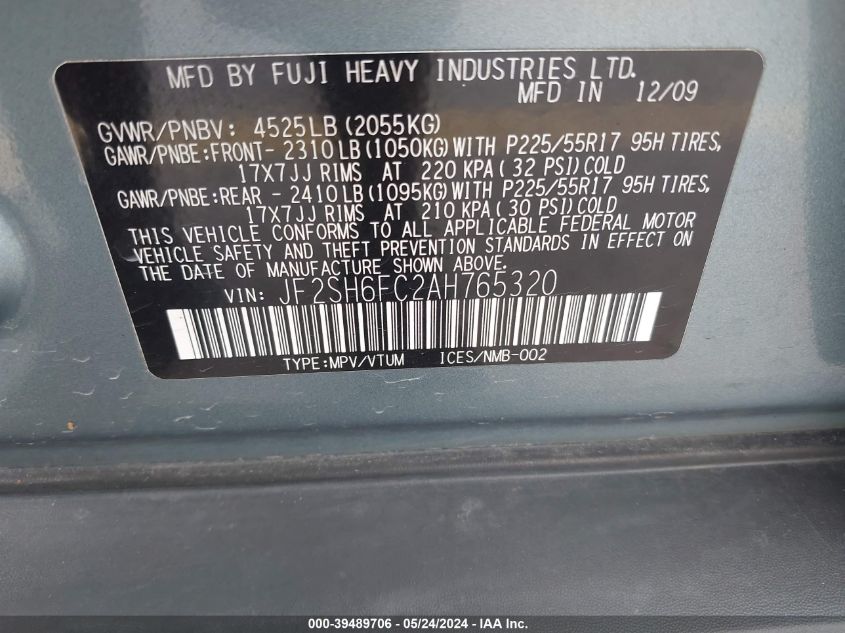 MFD BY FUJI HEAVY INDUSTRIES LTD.
MFD IN 12/09
GVWR/PNBV: 4525LB (2055KG)
GAWR/PNBE:FRONT- 2310LB (1050KG) WITH P225/55R17 95H TIRES,
17X7JJ RIMS AT 220 KPA ( 32 PSI) COLD
GAWR/PNBE:REAR - 2410LB (1095KG) WITH P225/55R17 95H TIRES,
17X7JJ RIMS AT 210 KPA ( 30 PSI) COLD
THIS VEHICLE CONFORMS TO ALL APPLICABLE FEDERAL MOTOR
VEHICLE SAFETY AND THEFT PREVENTION STANDARDS IN EFFECT ON
THE DATE OF MANUFACTURE SHOWN ABOVE.
VIN: JF2SH6FC2AH765320
TYPE:MPV/VTUM ICES/NMB-002
000-39489706 - 05/24/2024 - IAA Inc.